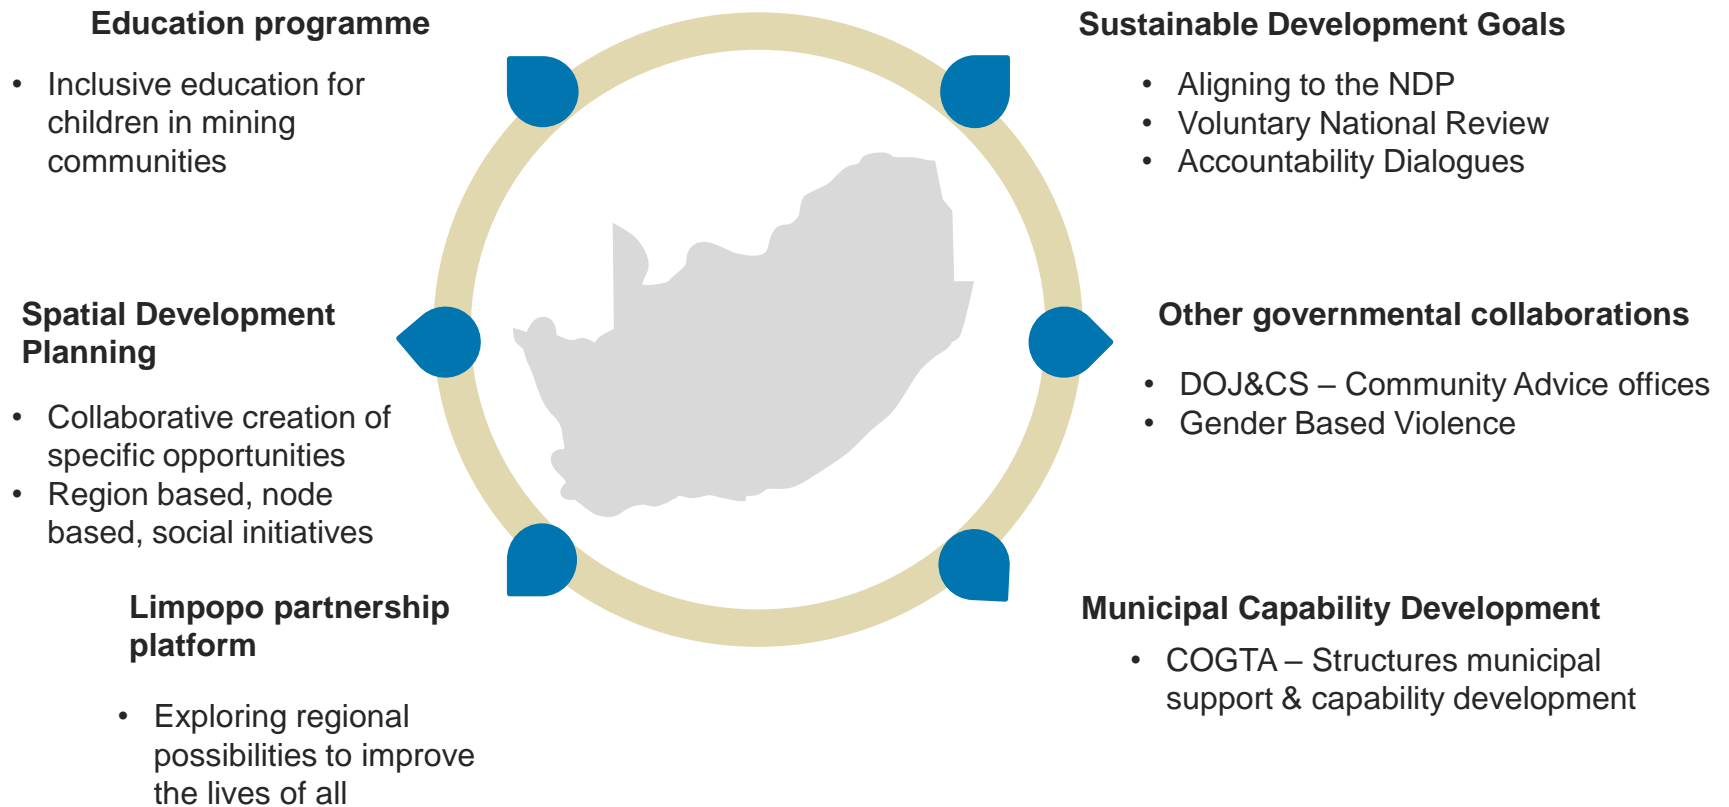 Education programme
• Inclusive education for
children in mining
communities
Spatial Development
Planning
• Collaborative creation of
specific opportunities
• Region based, node
based, social initiatives
Limpopo partnership
platform
• Exploring regional
possibilities to improve
the lives of all
Sustainable Development Goals
• Aligning to the NDP
• Voluntary National Review
• Accountability Dialogues
Other governmental collaborations
• DOJ&CS – Community Advice offices
• Gender Based Violence
Municipal Capability Development
• COGTA – Structures municipal
support & capability development